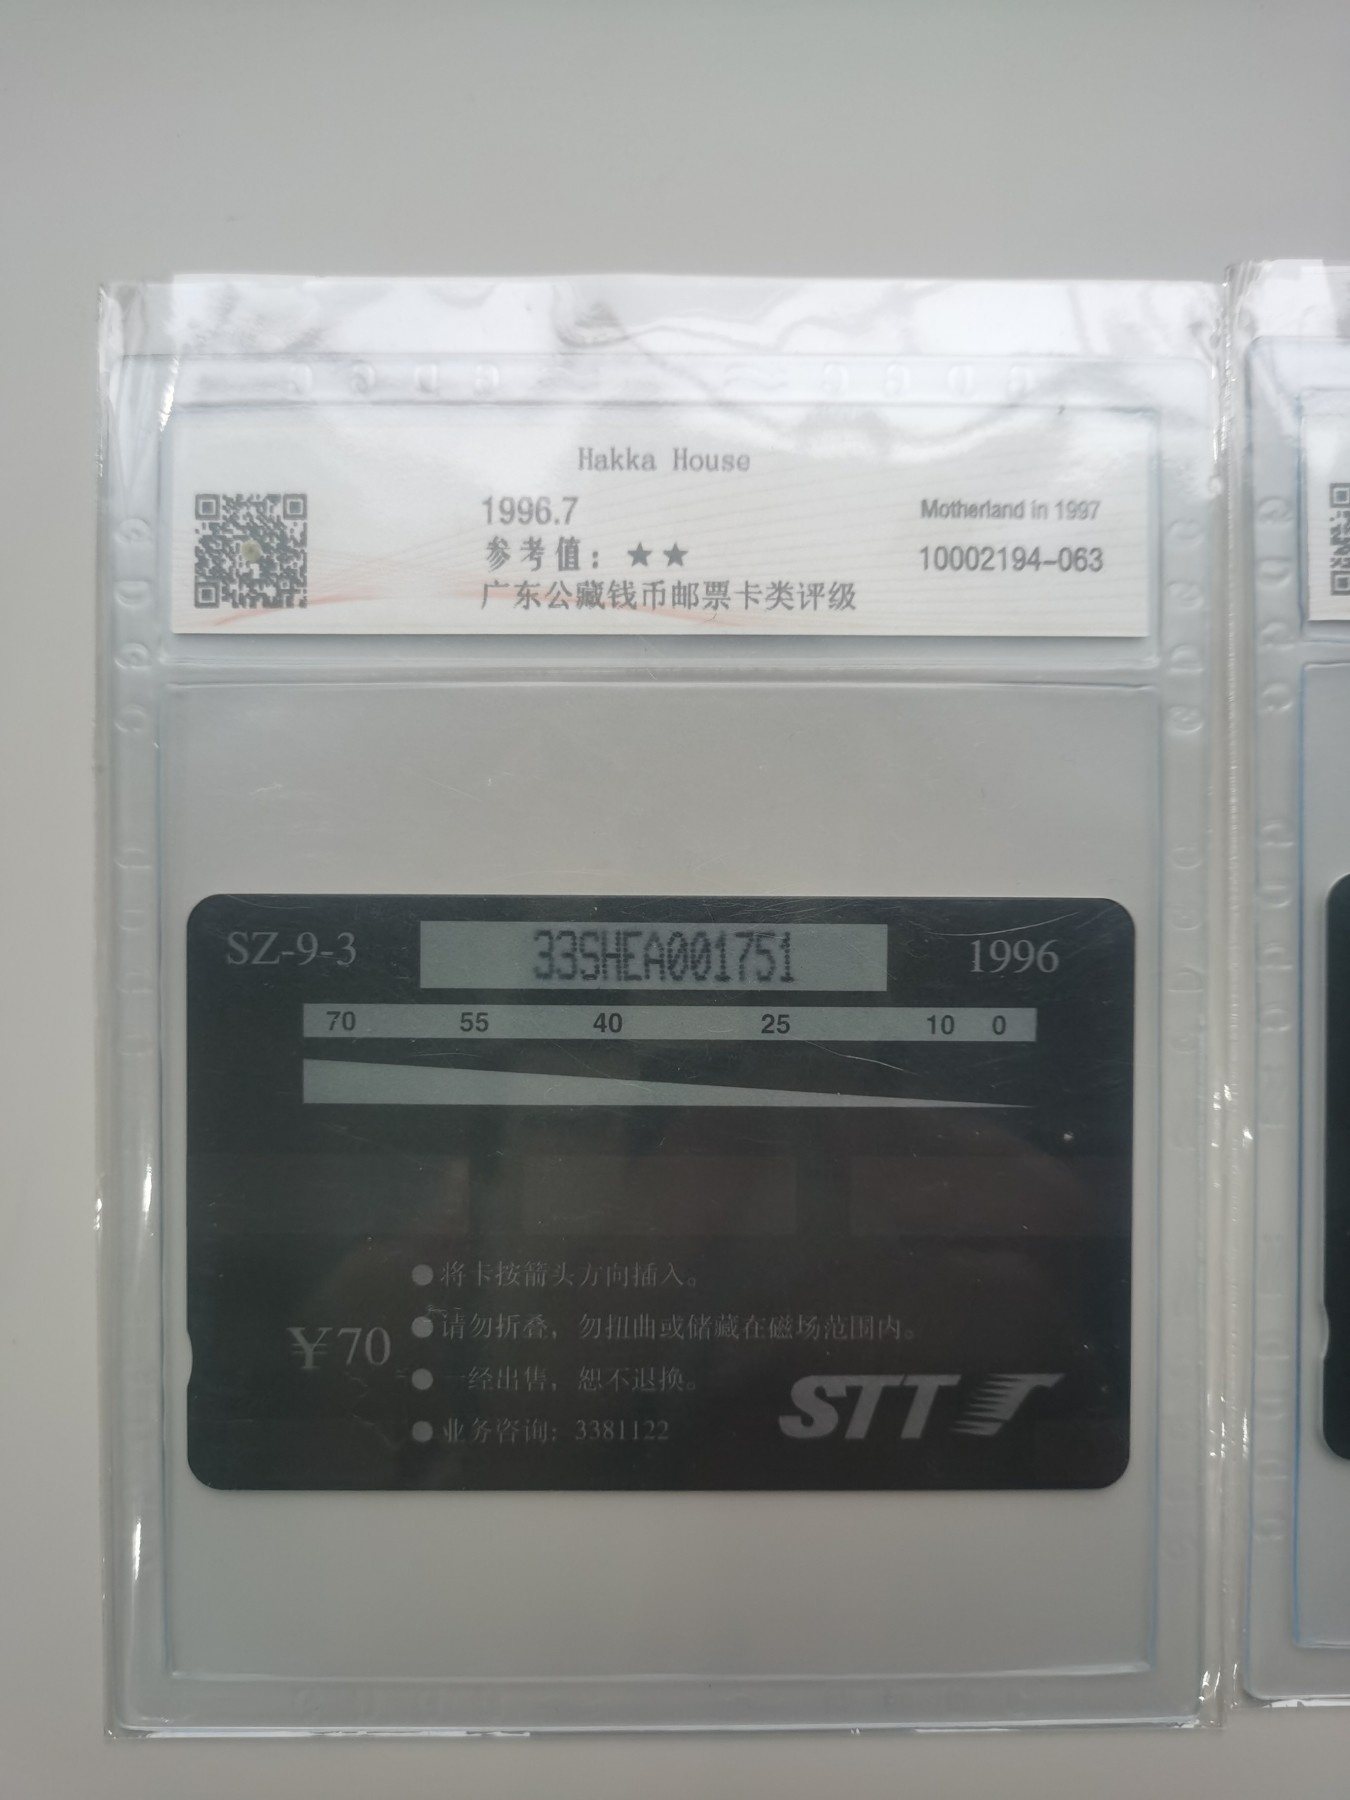 Hakka House
1996.7
Motherland in 1997
参考值：★★
10002194-063
广东公藏钱币邮票卡类评级
SZ-9-3
33SHEA001751
1996
70 55 40 25 10 0
●将卡按箭头方向插入。
●请勿折叠，勿扭曲或储藏在磁场范围内。
¥70
●一经出售，恕不退换。
●业务咨询：3381122
STT